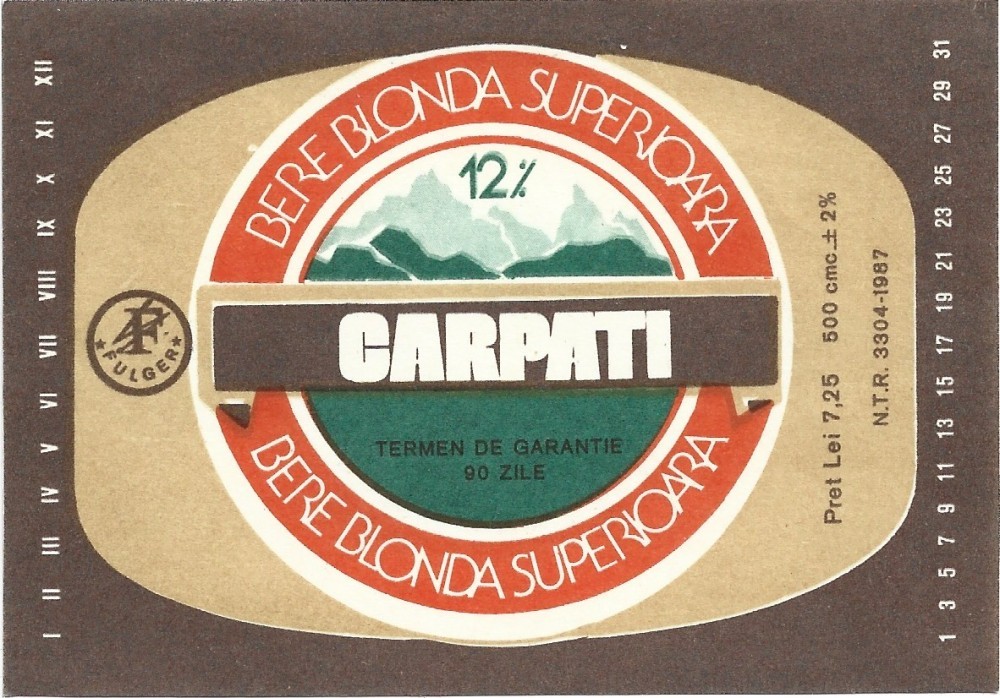 BERE BLONDA SUPERIOARA
12%
CARPATI
TERMEN DE GARANTIE
90 ZILE
BERE BLONDA SUPERIOARA
F
FULGER
Pret Lei 7,25 500 cmc ± 2%
N.T.R. 3304-1987
I II III IV V VI VII VIII IX X XI XII
1 3 5 7 9 11 13 15 17 19 21 23 25 27 29 31